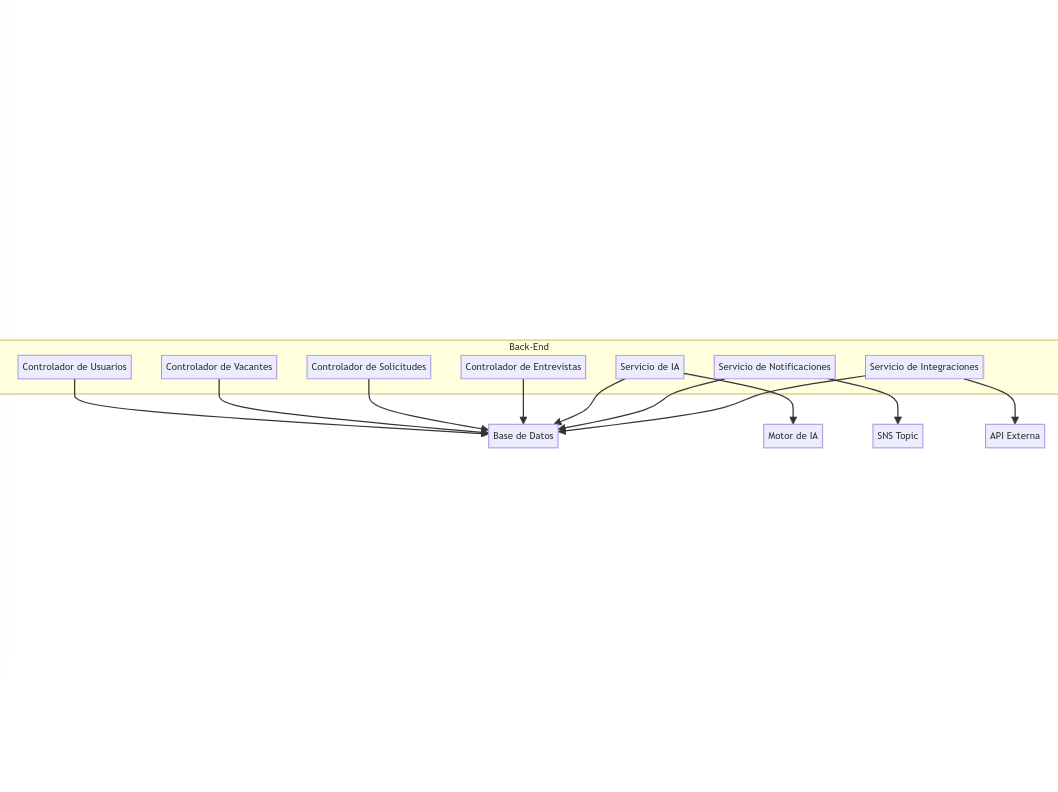 Back-End
Controlador de Usuarios
Controlador de Vacantes
Controlador de Solicitudes
Controlador de Entrevistas
Servicio de IA
Servicio de Notificaciones
Servicio de Integraciones
Base de Datos
Motor de IA
SNS Topic
API Externa